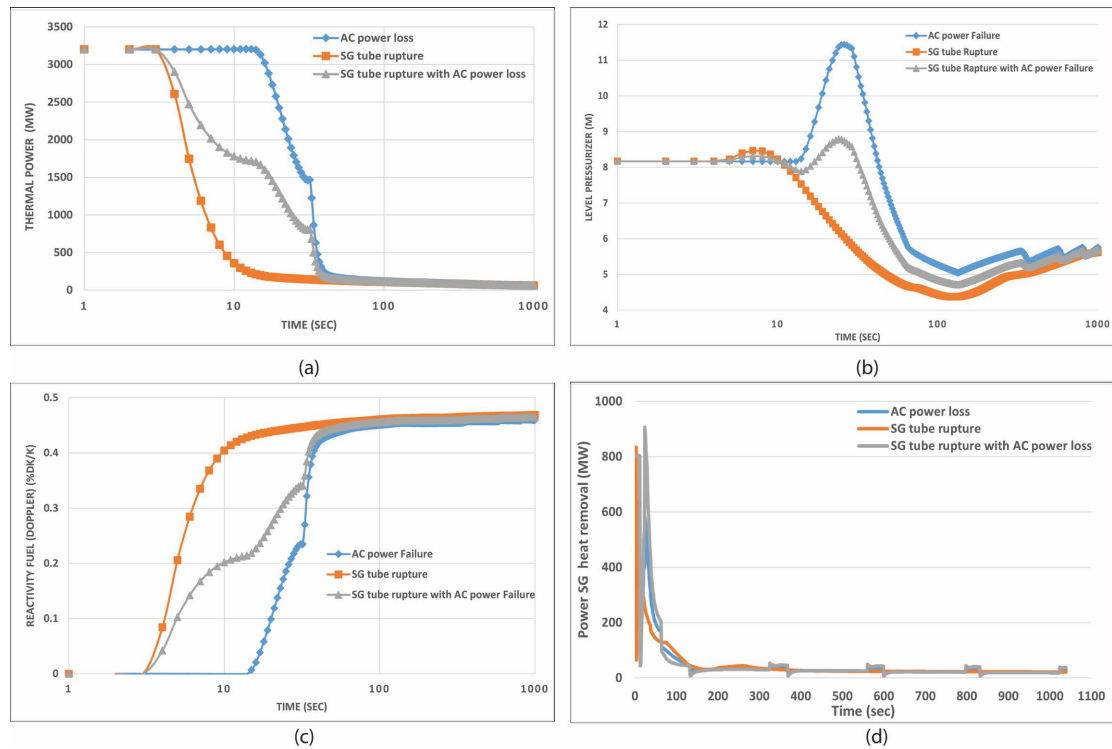 3500
3000
2500
2000
1500
1000
500
0
THERMAL POWER (MW)
AC power loss
SG tube rupture
SG tube rupture with AC power loss
1 10 100 1000
TIME (SEC)
(a)
12
11
10
9
8
7
6
5
4
LEVEL PRESSURIZER (M)
AC power Failure
SG tube Rupture
SG tube Rapture with AC power Failure
1 10 100 1000
TIME (SEC)
(b)
0.5
0.4
0.3
0.2
0.1
0
REACTIVITY FUEL (DOPPLER) (%DK/K)
AC power Failure
SG tube rupture
SG tube rupture with AC power Failure
1 10 100 1000
TIME (SEC)
(c)
1000
800
600
400
200
0
Power SG heat removal (MW)
AC power loss
SG tube rupture
SG tube rupture with AC power loss
0 100 200 300 400 500 600 700 800 900 1000 1100
Time (sec)
(d)